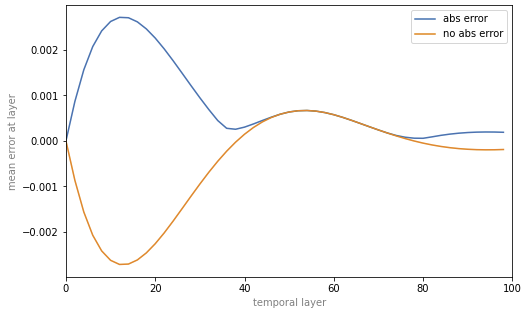 abs error
no abs error
0.002
0.001
0.000
−0.001
−0.002
mean error at layer
0 20 40 60 80 100
temporal layer